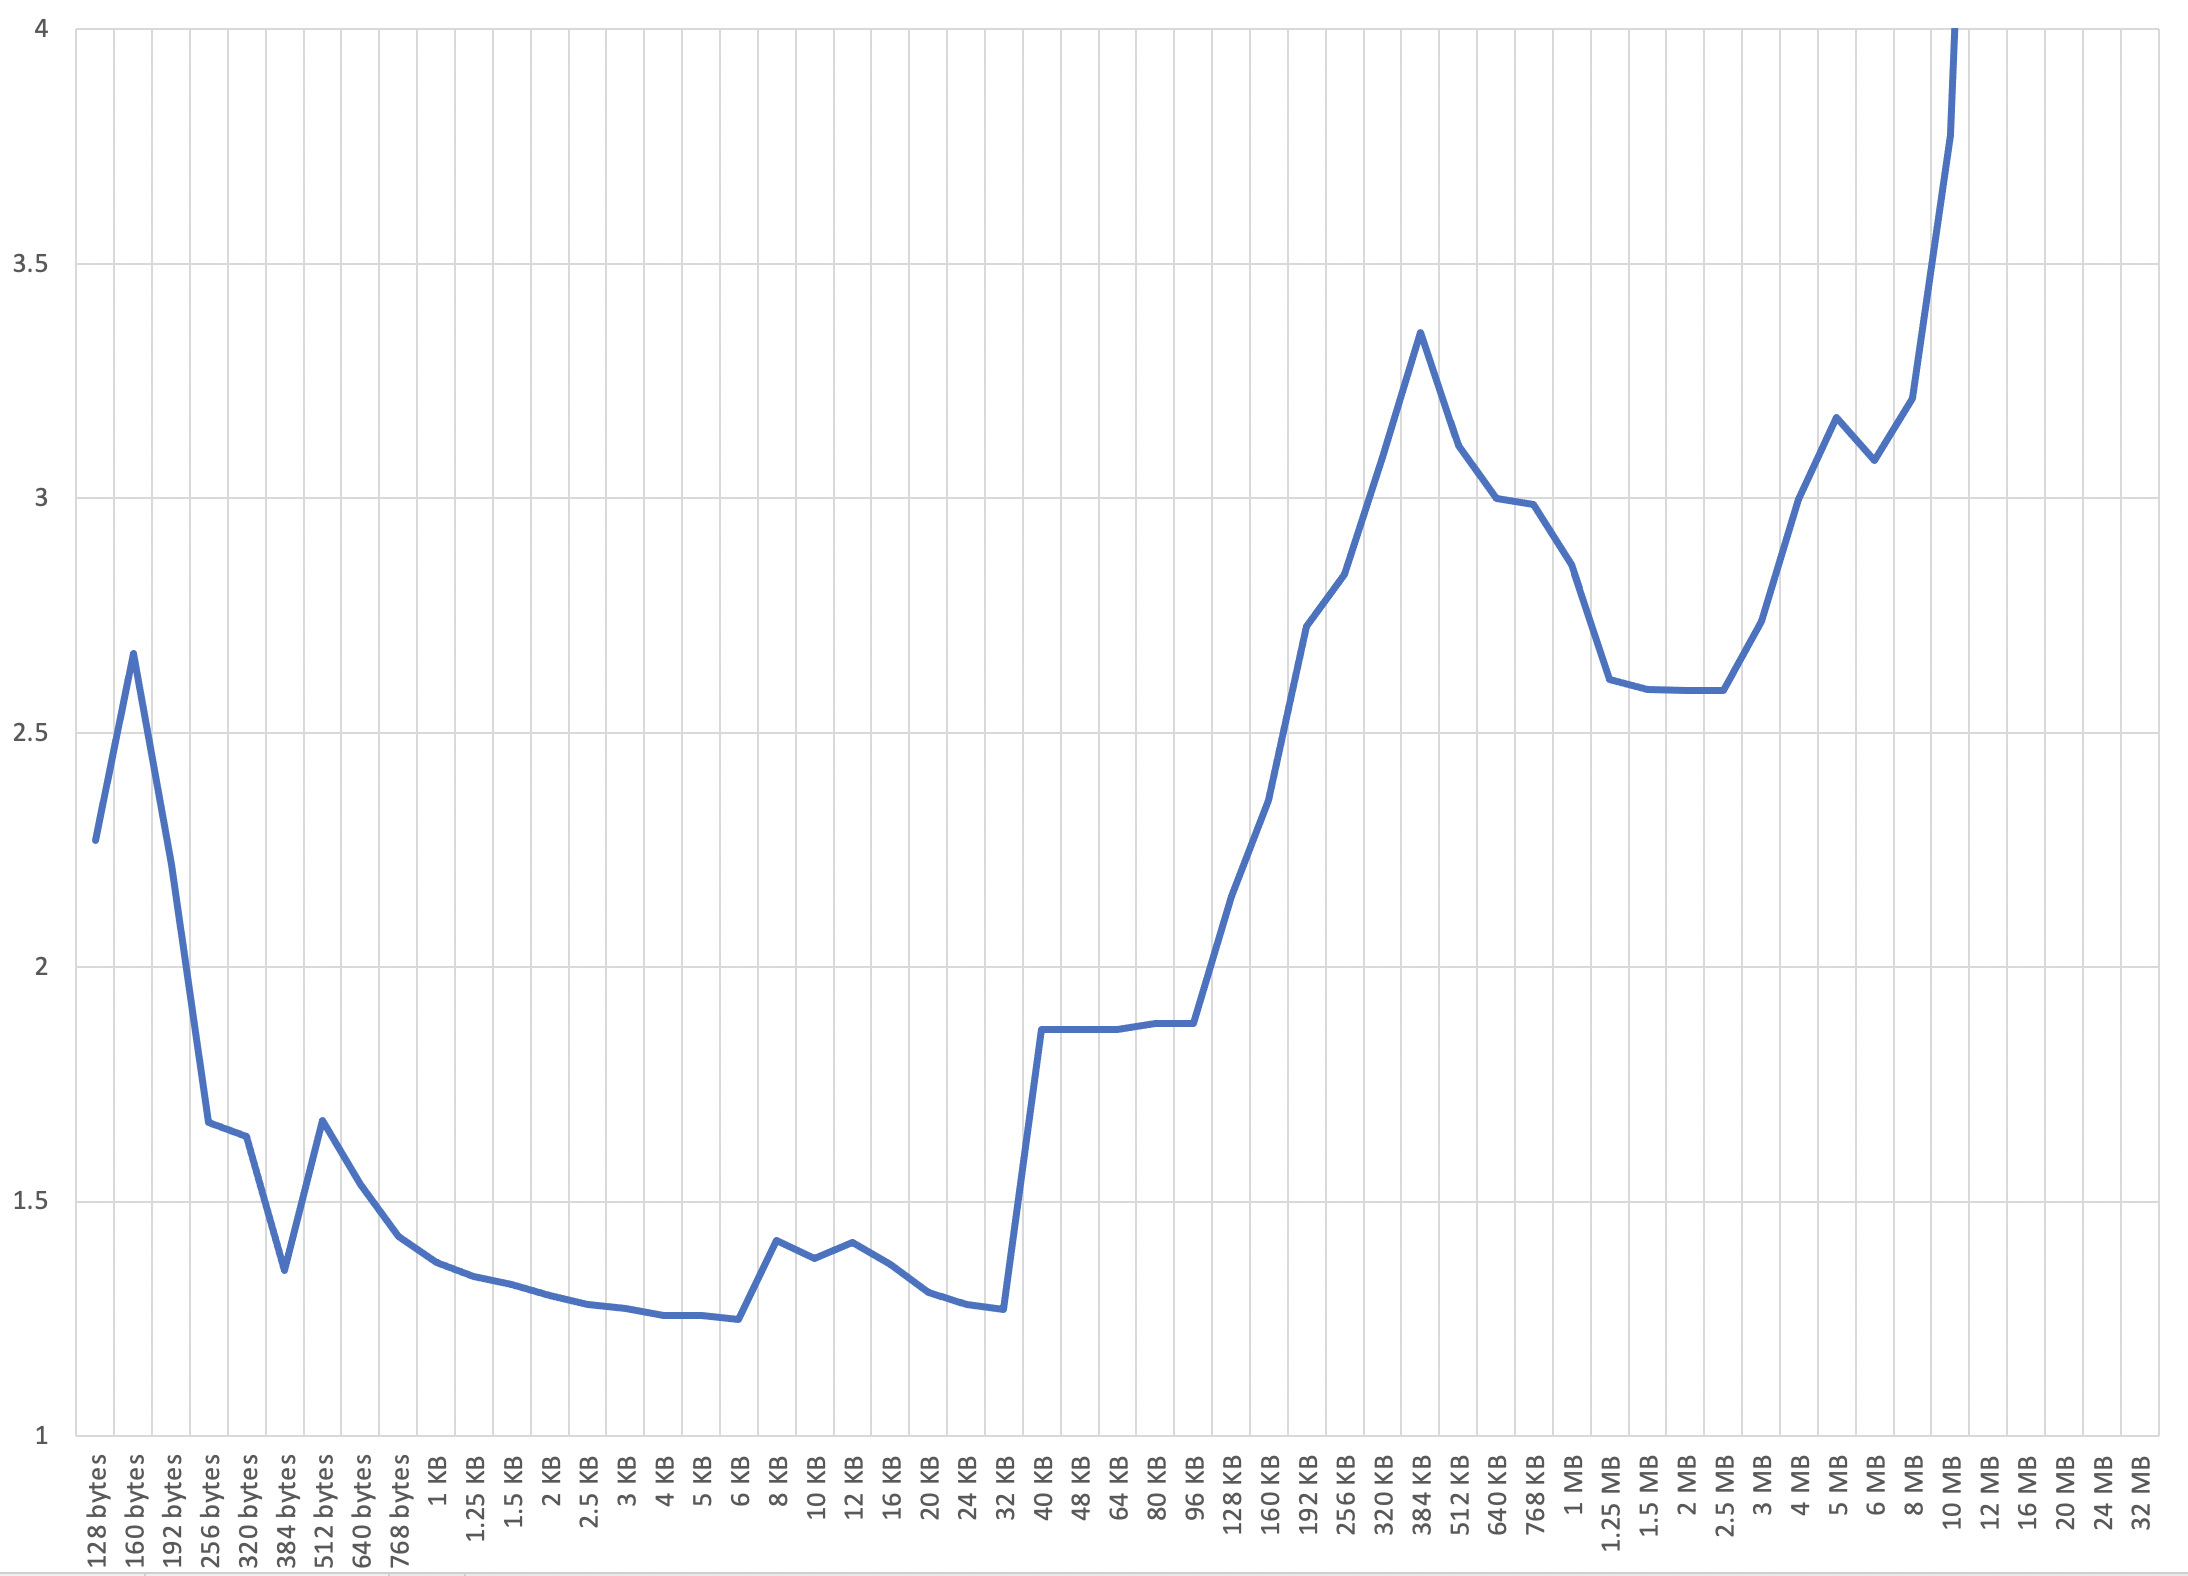 4
3.5
3
2.5
2
1.5
1
128 bytes
160 bytes
192 bytes
256 bytes
320 bytes
384 bytes
512 bytes
640 bytes
768 bytes
1 KB
1.25 KB
1.5 KB
2 KB
2.5 KB
3 KB
4 KB
5 KB
6 KB
8 KB
10 KB
12 KB
16 KB
20 KB
24 KB
32 KB
40 KB
48 KB
64 KB
80 KB
96 KB
128 KB
160 KB
192 KB
256 KB
320 KB
384 KB
512 KB
640 KB
768 KB
1 MB
1.25 MB
1.5 MB
2 MB
2.5 MB
3 MB
4 MB
5 MB
6 MB
8 MB
10 MB
12 MB
16 MB
20 MB
24 MB
32 MB